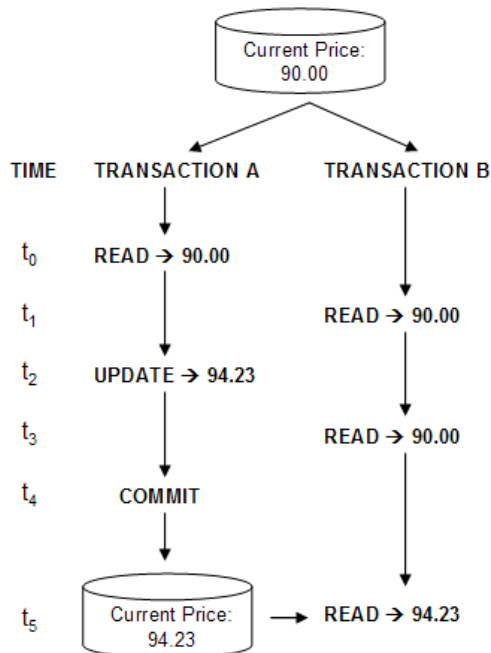 Current Price:
90.00
TIME TRANSACTION A TRANSACTION B
t0 READ → 90.00
t1 READ → 90.00
t2 UPDATE → 94.23
t3 READ → 90.00
t4 COMMIT
Current Price:
94.23
t5 READ → 94.23